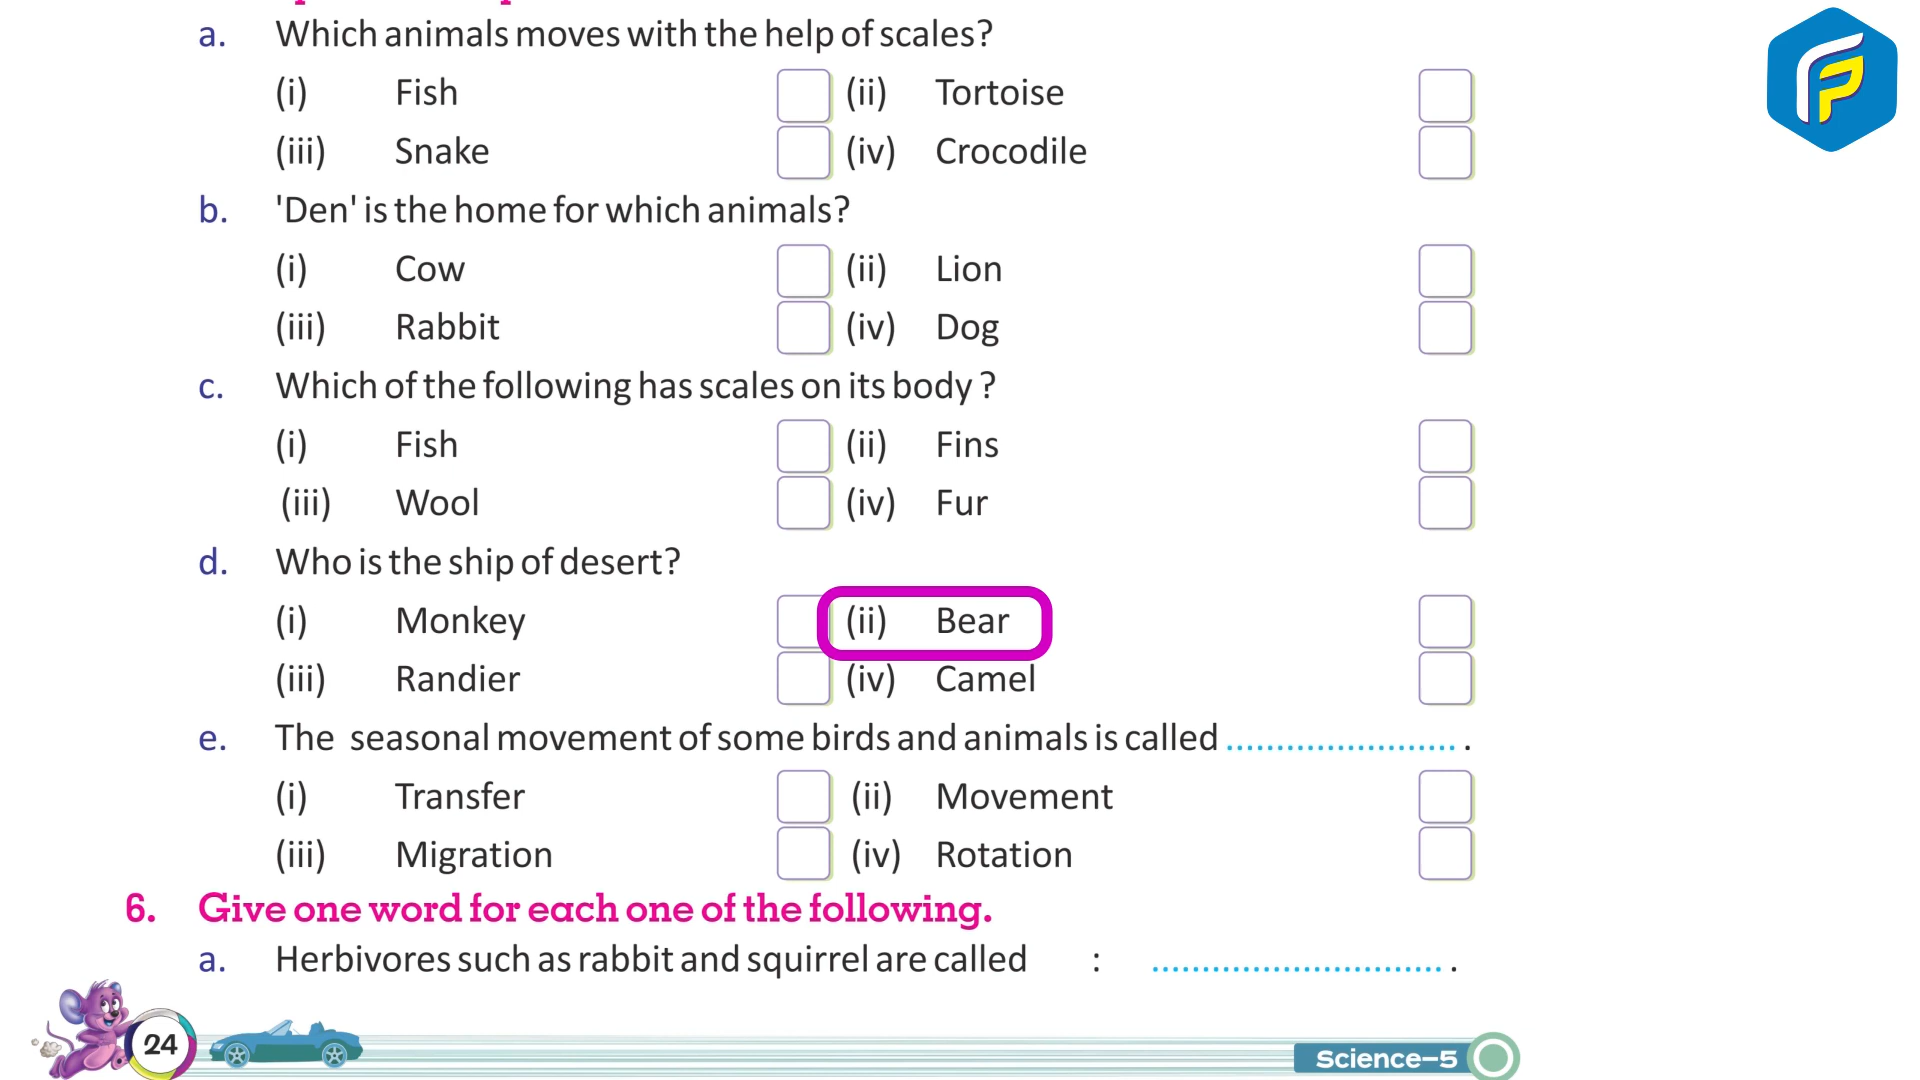 a. Which animals moves with the help of scales?
(i) Fish (ii) Tortoise
(iii) Snake (iv) Crocodile
b. 'Den' is the home for which animals?
(i) Cow (ii) Lion
(iii) Rabbit (iv) Dog
c. Which of the following has scales on its body ?
(i) Fish (ii) Fins
(iii) Wool (iv) Fur
d. Who is the ship of desert?
(i) Monkey (ii) Bear
(iii) Randier (iv) Camel
e. The seasonal movement of some birds and animals is called ....................... .
(i) Transfer (ii) Movement
(iii) Migration (iv) Rotation
6. Give one word for each one of the following.
a. Herbivores such as rabbit and squirrel are called : ............................. .
24
Science–5